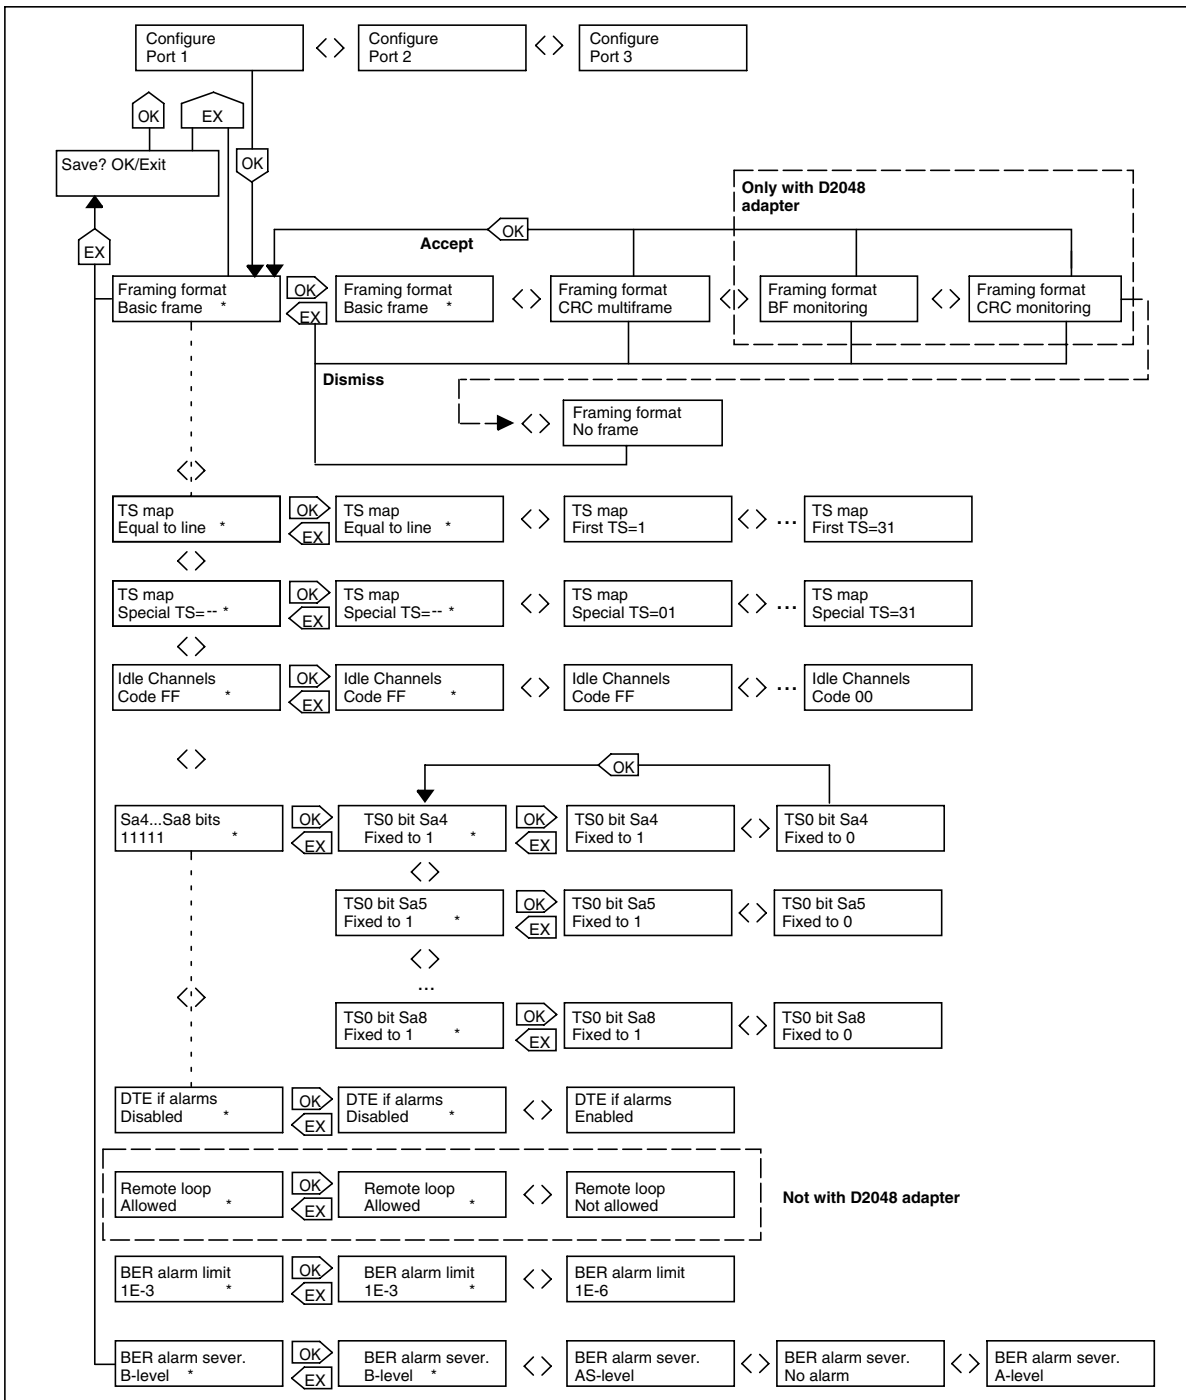 Configure
Port 1
< >
Configure
Port 2
< >
Configure
Port 3
OK
EX
Save? OK/Exit
OK
EX
Only with D2048
adapter
OK
Accept
Framing format
Basic frame *
OK
EX
Framing format
Basic frame *
< >
Framing format
CRC multiframe
< >
Framing format
BF monitoring
< >
Framing format
CRC monitoring
Dismiss
< >
Framing format
No frame
< >
TS map
Equal to line *
OK
EX
TS map
Equal to line *
< >
TS map
First TS=1
< > ...
TS map
First TS=31
< >
TS map
Special TS=-- *
OK
EX
TS map
Special TS=-- *
< >
TS map
Special TS=01
< > ...
TS map
Special TS=31
< >
Idle Channels
Code FF *
OK
EX
Idle Channels
Code FF *
< >
Idle Channels
Code FF
< > ...
Idle Channels
Code 00
< >
OK
Sa4...Sa8 bits
11111 *
OK
EX
TS0 bit Sa4
Fixed to 1 *
OK
EX
TS0 bit Sa4
Fixed to 1
< >
TS0 bit Sa4
Fixed to 0
< >
TS0 bit Sa5
Fixed to 1 *
OK
EX
TS0 bit Sa5
Fixed to 1
< >
TS0 bit Sa5
Fixed to 0
< >
...
< >
TS0 bit Sa8
Fixed to 1 *
OK
EX
TS0 bit Sa8
Fixed to 1
< >
TS0 bit Sa8
Fixed to 0
DTE if alarms
Disabled *
OK
EX
DTE if alarms
Disabled *
< >
DTE if alarms
Enabled
Remote loop
Allowed *
OK
EX
Remote loop
Allowed *
< >
Remote loop
Not allowed
Not with D2048 adapter
BER alarm limit
1E-3 *
OK
EX
BER alarm limit
1E-3 *
< >
BER alarm limit
1E-6
BER alarm sever.
B-level *
OK
EX
BER alarm sever.
B-level *
< >
BER alarm sever.
AS-level
< >
BER alarm sever.
No alarm
< >
BER alarm sever.
A-level